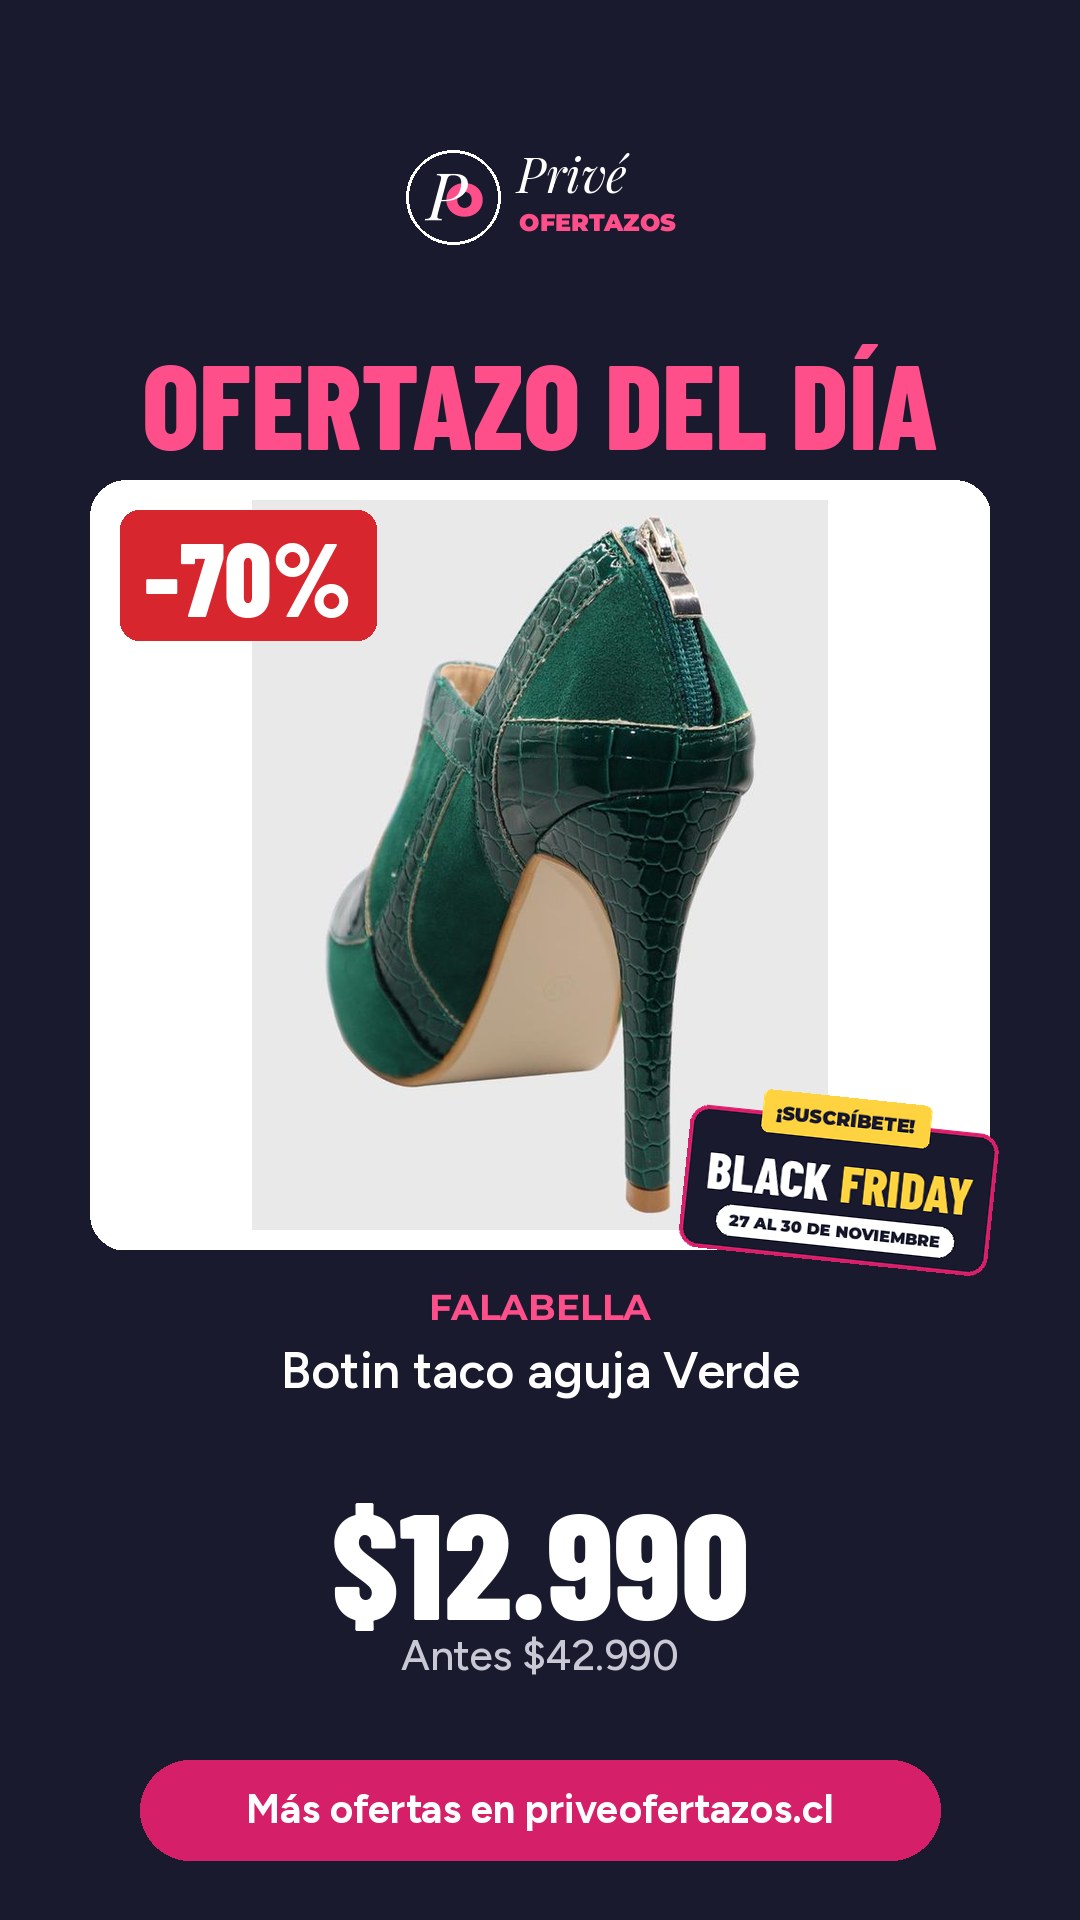 PO
Privé
OFERTAZOS
OFERTAZO DEL DÍA
-70%
¡SUSCRÍBETE!
BLACK FRIDAY
27 AL 30 DE NOVIEMBRE
FALABELLA
Botin taco aguja Verde
$12.990
Antes $42.990
Más ofertas en priveofertazos.cl